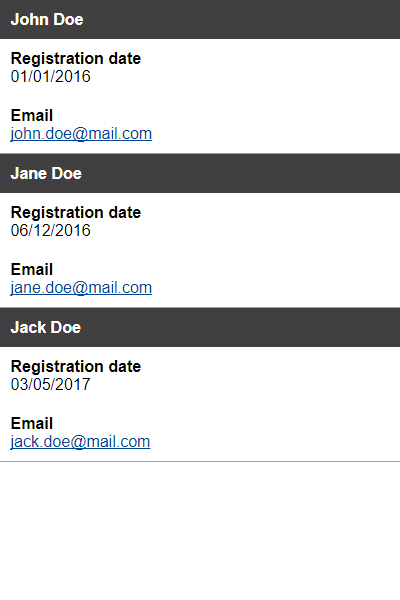 John Doe
Registration date
01/01/2016
Email
john.doe@mail.com
Jane Doe
Registration date
06/12/2016
Email
jane.doe@mail.com
Jack Doe
Registration date
03/05/2017
Email
jack.doe@mail.com